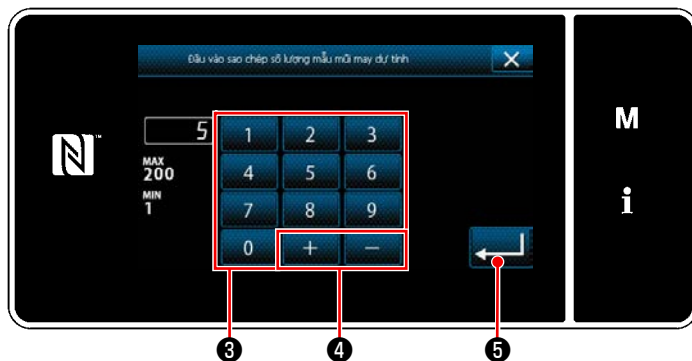 Đầu vào sao chép số lượng mẫu mũi may dự tính
5
MAX
200
MIN
1
1 2 3
4 5 6
7 8 9
0 + −
M
i
❸ ❹ ❺